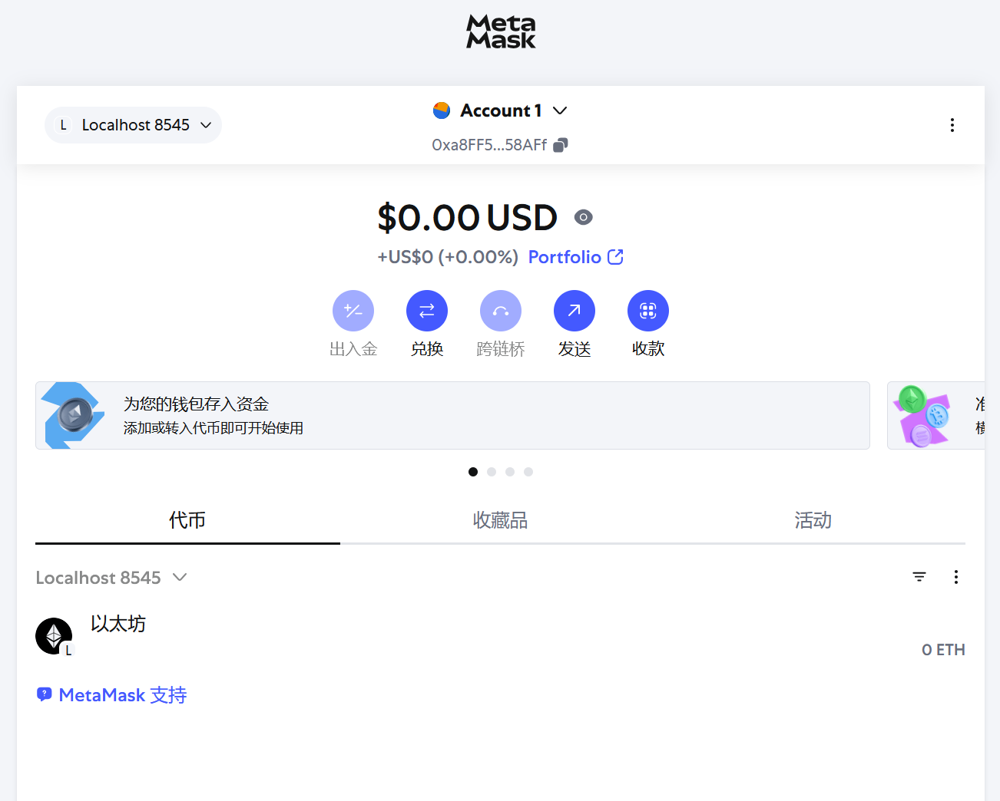 Meta
Mask
L Localhost 8545
Account 1
0xa8FF5...58AFf
$0.00 USD
+US$0 (+0.00%) Portfolio
出入金 兑换 跨链桥 发送 收款
为您的钱包存入资金
添加或转入代币即可开始使用
代币 收藏品 活动
Localhost 8545
以太坊
L
0 ETH
MetaMask 支持